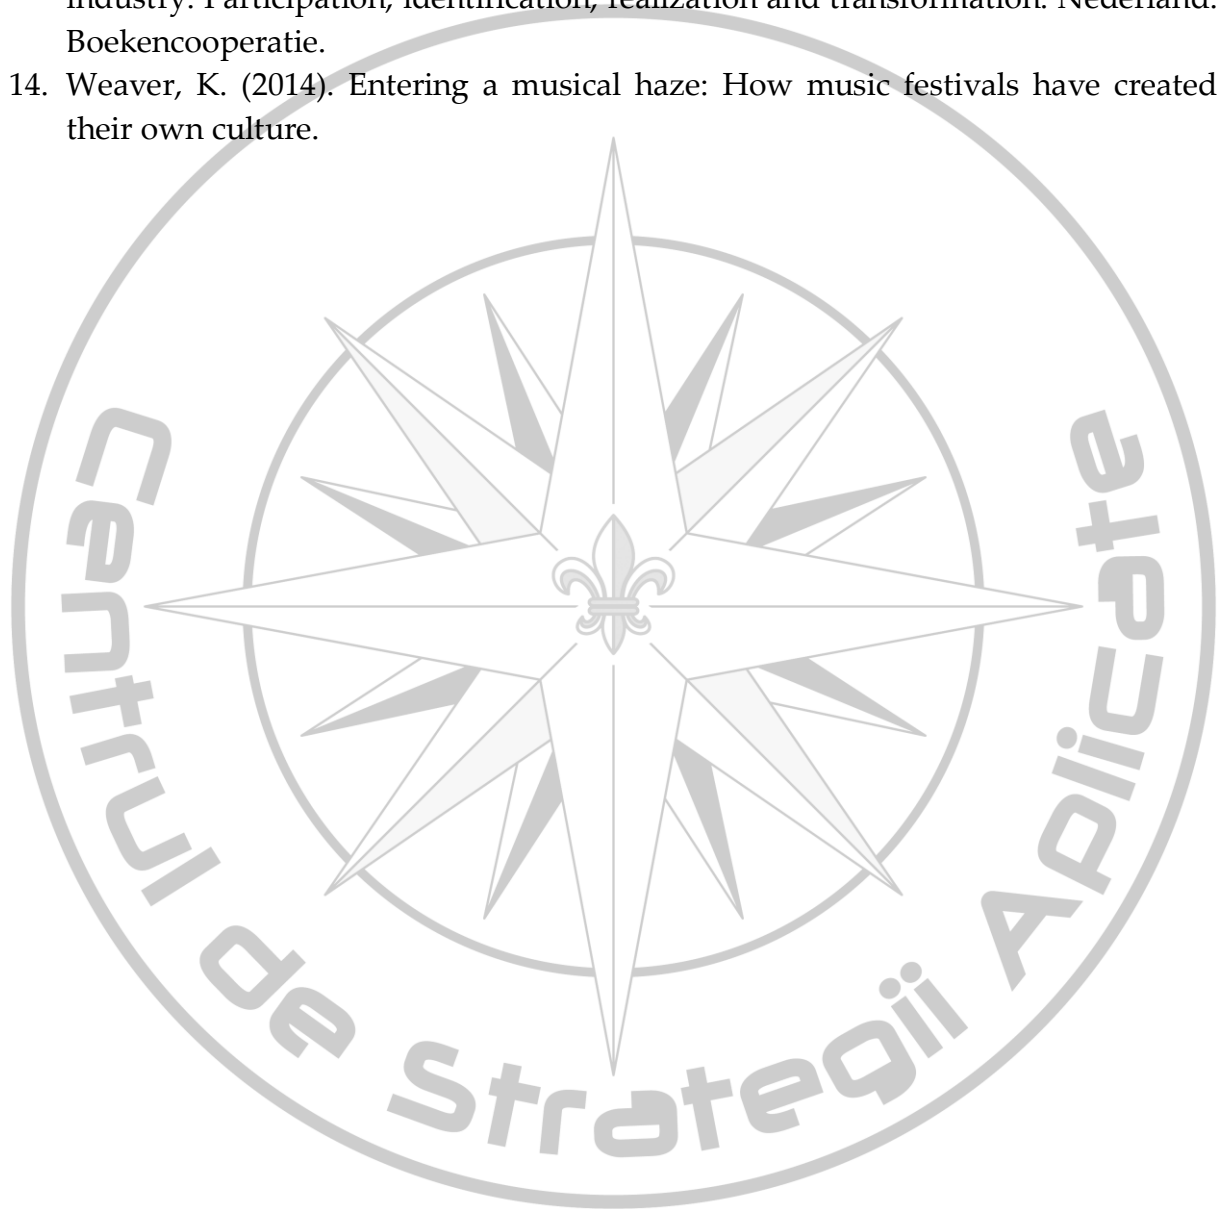 industry: Participation, identification, realization and transformation. Nederland:
Boekencooperatie.
14. Weaver, K. (2014). Entering a musical haze: How music festivals have created
their own culture.
Centrul de Strategii Aplicate